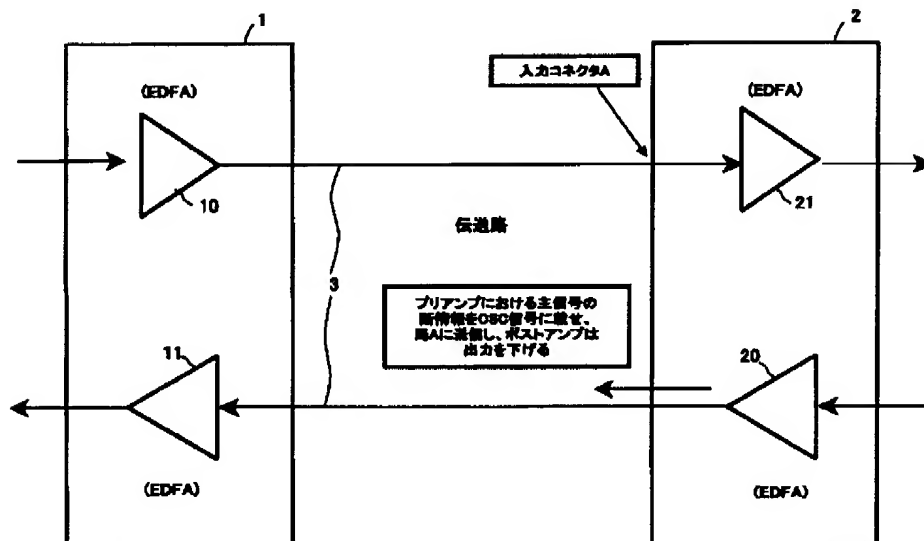 1
2
入力コネクタA
(EDFA)
(EDFA)
10
21
伝送路
3
プリアンプにおける主信号の
断情報をOSC信号に載せ、
局Aに送信し、ポストアンプは
出力を下げる
11
20
(EDFA)
(EDFA)